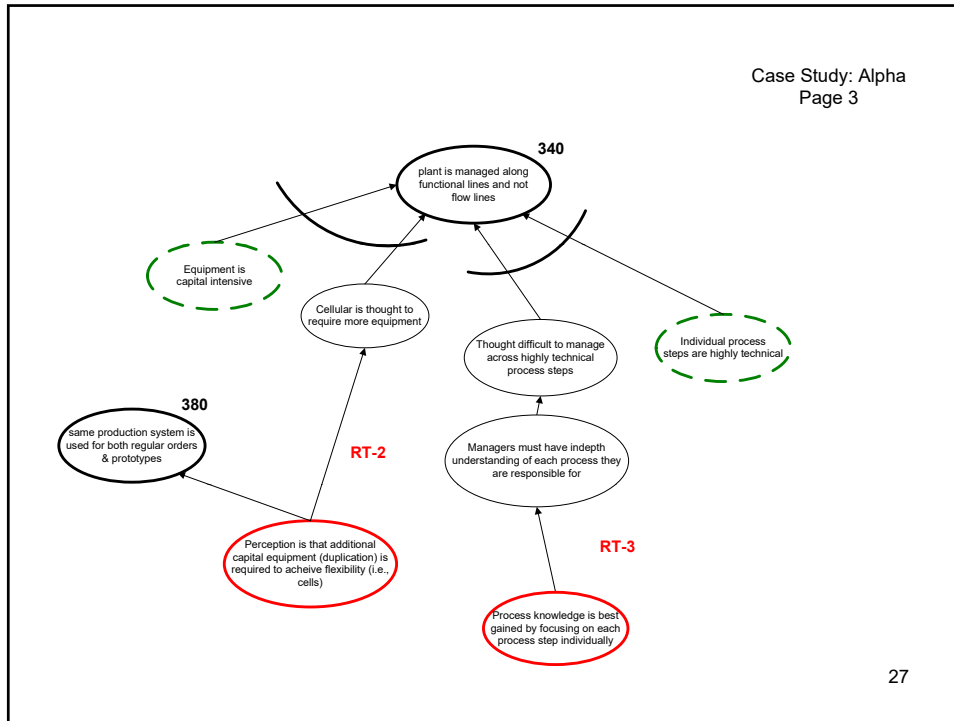 Case Study: Alpha
Page 3
340
plant is managed along
functional lines and not
flow lines
Equipment is
capital intensive
Cellular is thought to
require more equipment
Thought difficult to manage
across highly technical
process steps
Individual process
steps are highly technical
380
same production system is
used for both regular orders
& prototypes
RT-2
Managers must have indepth
understanding of each process they
are responsible for
Perception is that additional
capital equipment (duplication) is
required to acheive flexibility (i.e.,
cells)
RT-3
Process knowledge is best
gained by focusing on each
process step individually
27